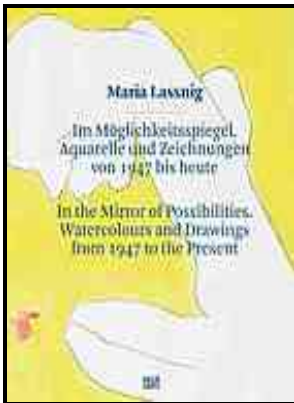 Maria Lassnig
Im Möglichkeitsspiegel.
Aquarelle und Zeichnungen
von 1947 bis heute
In the Mirror of Possibilities.
Watercolours and Drawings
from 1947 to the Present